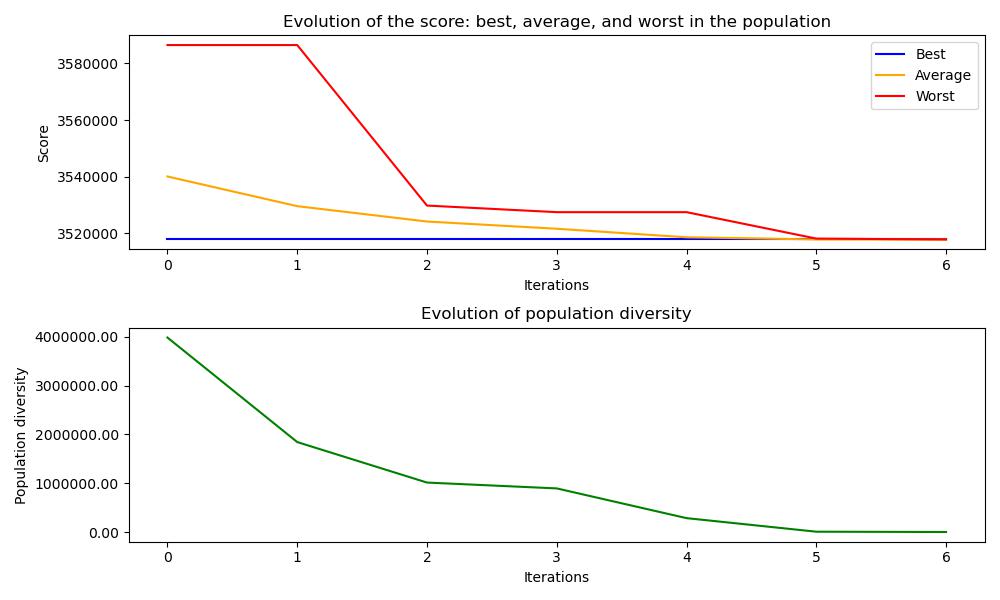 Evolution of the score: best, average, and worst in the population
Score
3580000
3560000
3540000
3520000
Best
Average
Worst
0 1 2 3 4 5 6
Iterations
Evolution of population diversity
Population diversity
4000000.00
3000000.00
2000000.00
1000000.00
0.00
0 1 2 3 4 5 6
Iterations